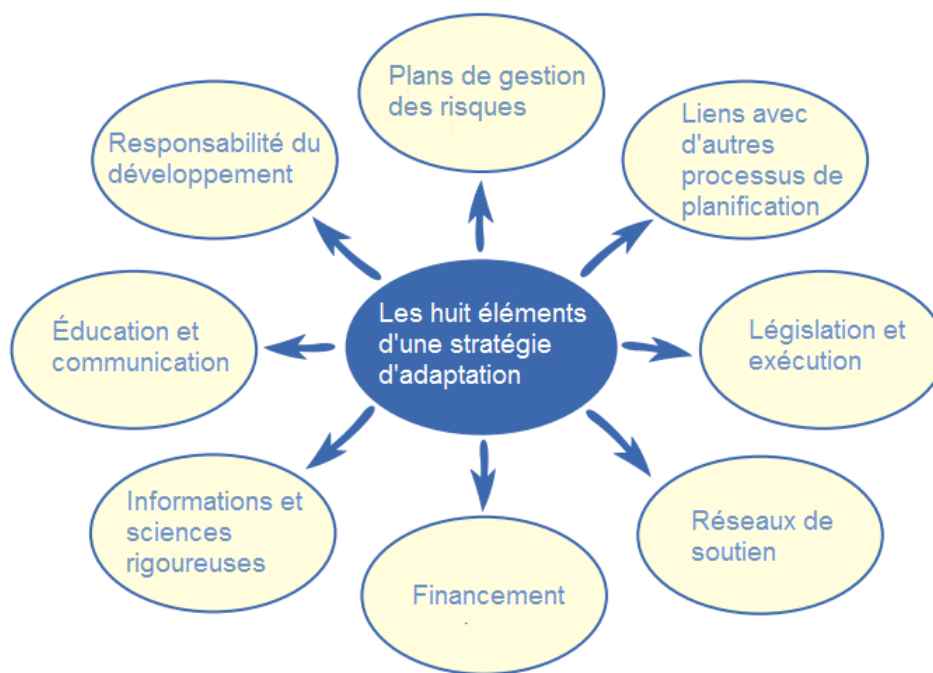 Plans de gestion
des risques
Liens avec
d'autres
processus de
planification
Responsabilité du
développement
Les huit éléments
d'une stratégie
d'adaptation
Éducation et
communication
Législation et
exécution
Informations et
sciences
rigoureuses
Réseaux de
soutien
Financement